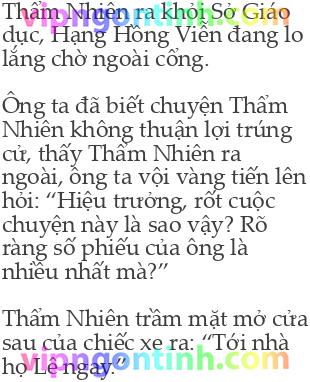 Thẩm Nhiên ra khỏi Sở Giáo
vipngontinh.com
dục, Hạng Hồng Viễn đang lo
lắng chờ ngoài cổng.
Ông ta đã biết chuyện Thẩm
Nhiên không thuận lợi trúng
cử, thấy Thẩm Nhiên ra
ngoài, ông ta vội vàng tiến lên
hỏi: “Hiệu trưởng, rốt cuộc
chuyện này là sao vậy? Rõ
ràng số phiếu của ông là
nhiều nhất mà?”
Thẩm Nhiên trầm mặt mở cửa
sau của chiếc xe ra: “Tới nhà
vipngontinh.com
họ Lệ ngay.”